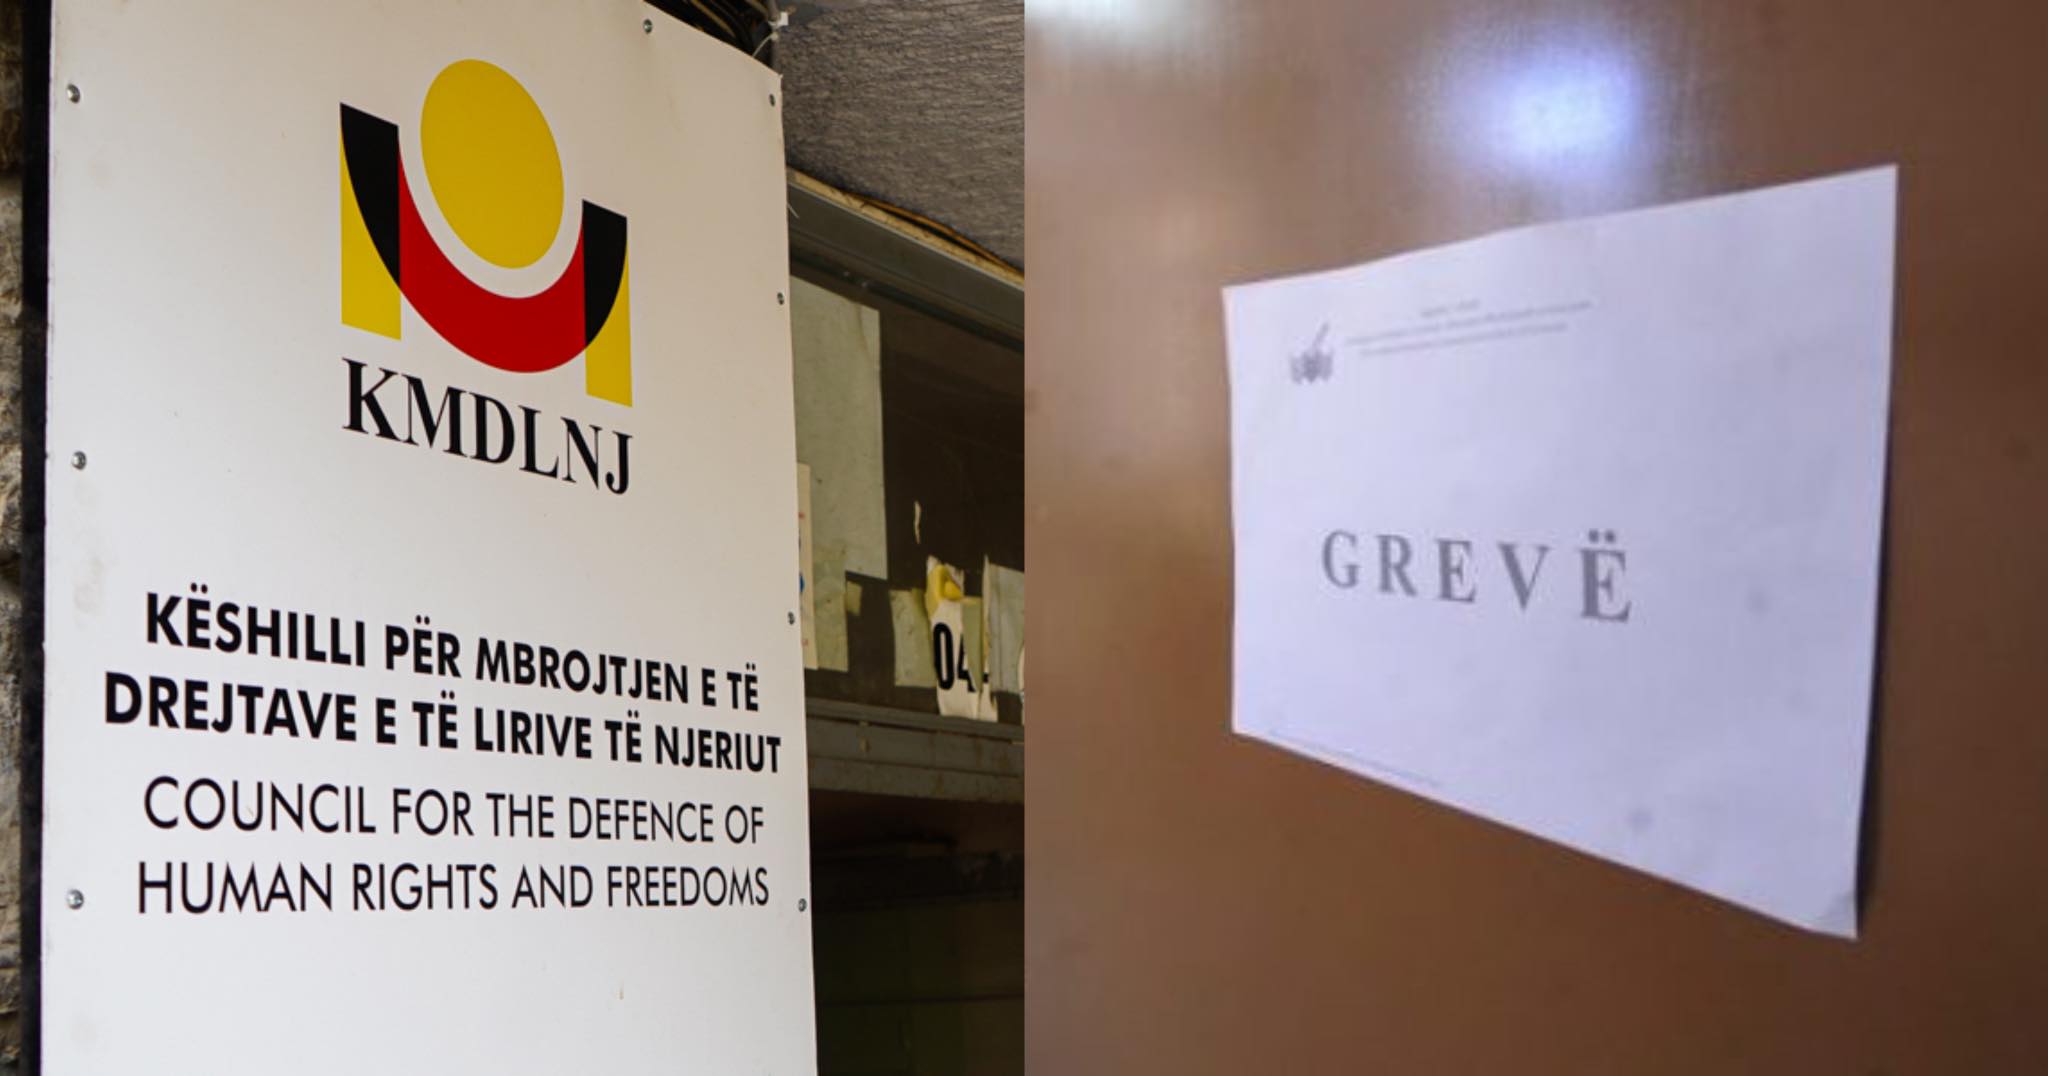 KMDLNJ
KËSHILLI PËR MBROJTJEN E TË
DREJTAVE E TË LIRIVE TË NJERIUT
COUNCIL FOR THE DEFENCE OF
HUMAN RIGHTS AND FREEDOMS
04
GREVË